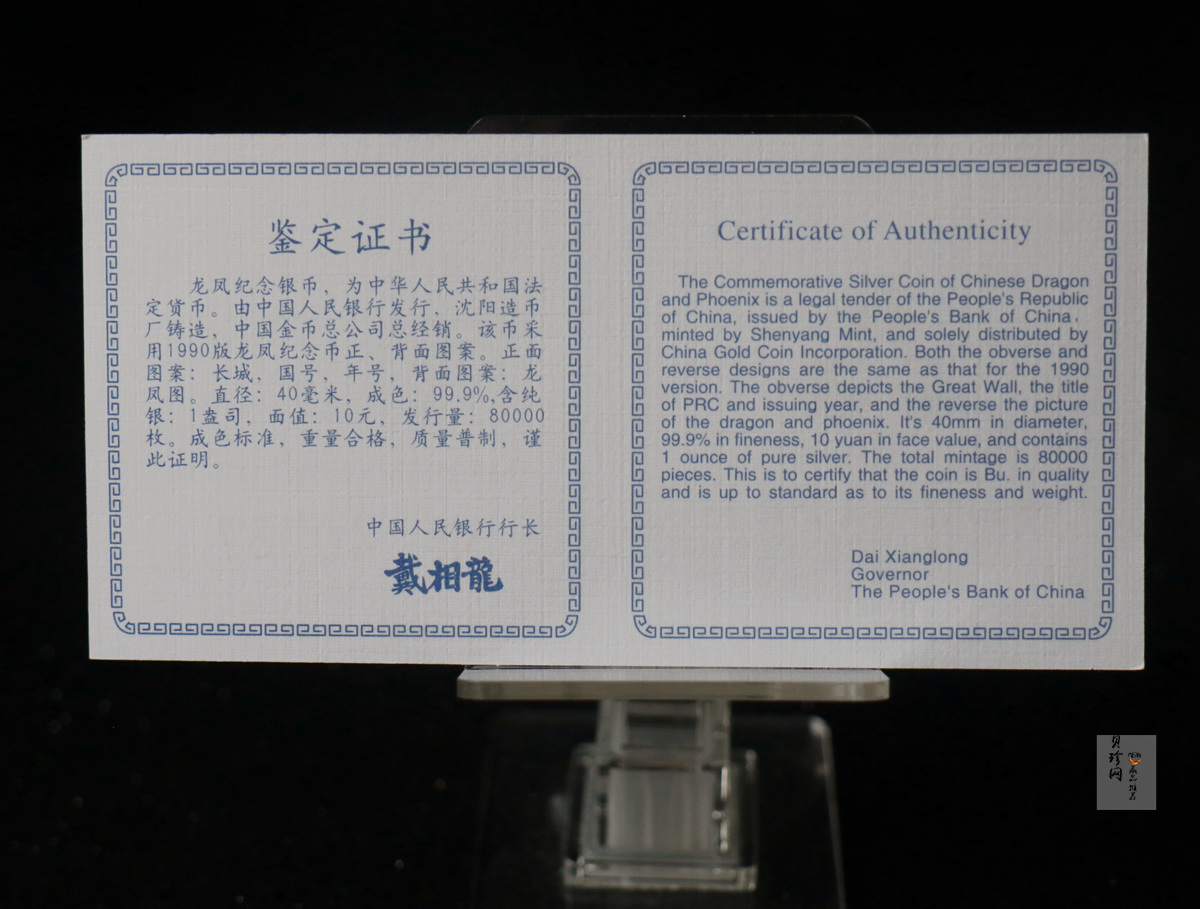 鉴定证书
龙凤纪念银币，为中华人民共和国法
定货币。由中国人民银行发行，沈阳造币
厂铸造，中国金币总公司总经销。该币采
用1990版龙凤纪念币正、背面图案。正面
图案：长城，国号，年号，背面图案：龙
凤图。直径：40毫米，成色：99.9%,含纯
银：1盎司，面值：10元，发行量：80000
枚。成色标准，重量合格，质量普制，谨
此证明。
中国人民银行行长
戴相龍
Certificate of Authenticity
The Commemorative Silver Coin of Chinese Dragon
and Phoenix is a legal tender of the People's Republic
of China, issued by the People's Bank of China,
minted by Shenyang Mint, and solely distributed by
China Gold Coin Incorporation. Both the obverse and
reverse designs are the same as that for the 1990
version. The obverse depicts the Great Wall, the title
of PRC and issuing year, and the reverse the picture
of the dragon and phoenix. It's 40mm in diameter,
99.9% in fineness, 10 yuan in face value, and contains
1 ounce of pure silver. The total mintage is 80000
pieces. This is to certify that the coin is Bu. in quality
and is up to standard as to its fineness and weight.
Dai Xianglong
Governor
The People's Bank of China
贝珍网